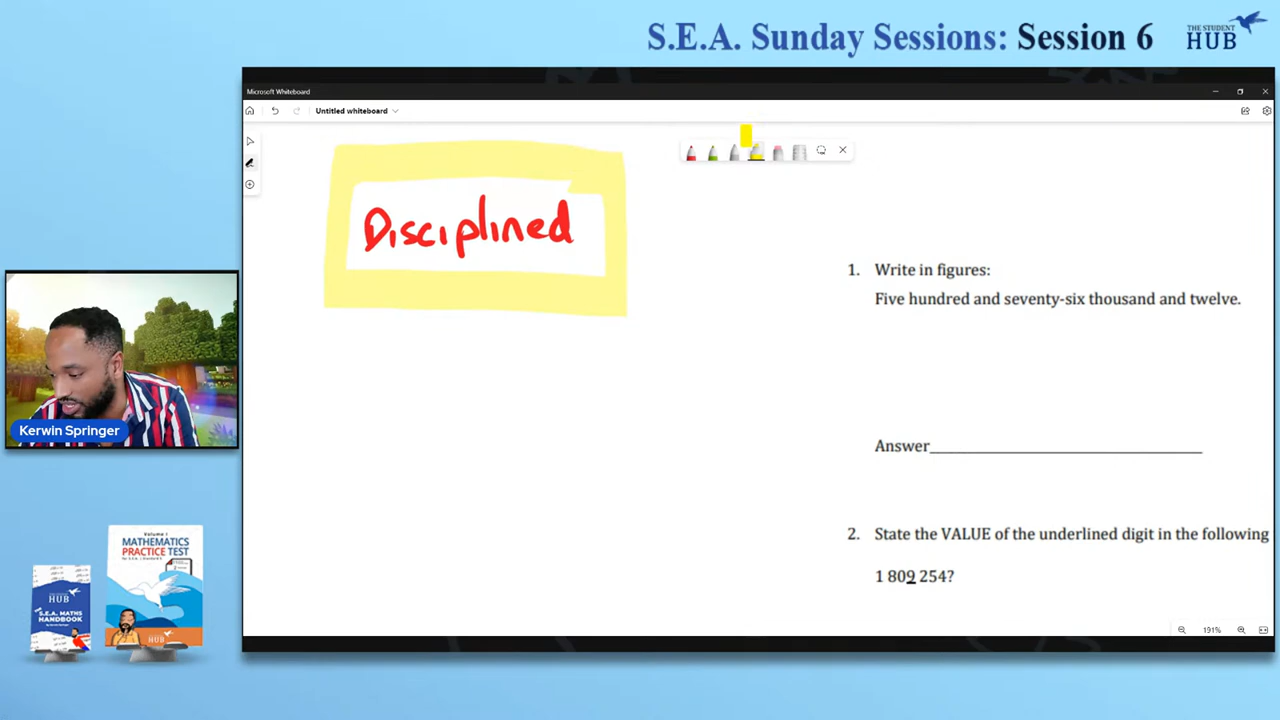 S.E.A. Sunday Sessions: Session 6
THE STUDENT
HUB
Microsoft Whiteboard
Untitled whiteboard
Disciplined
1. Write in figures:
Five hundred and seventy-six thousand and twelve.
Answer
2. State the VALUE of the underlined digit in the following
1 809 254?
191%
Kerwin Springer
Volume I
MATHEMATICS
PRACTICE TEST
HUB
HUB
S.E.A. MATHS
HANDBOOK